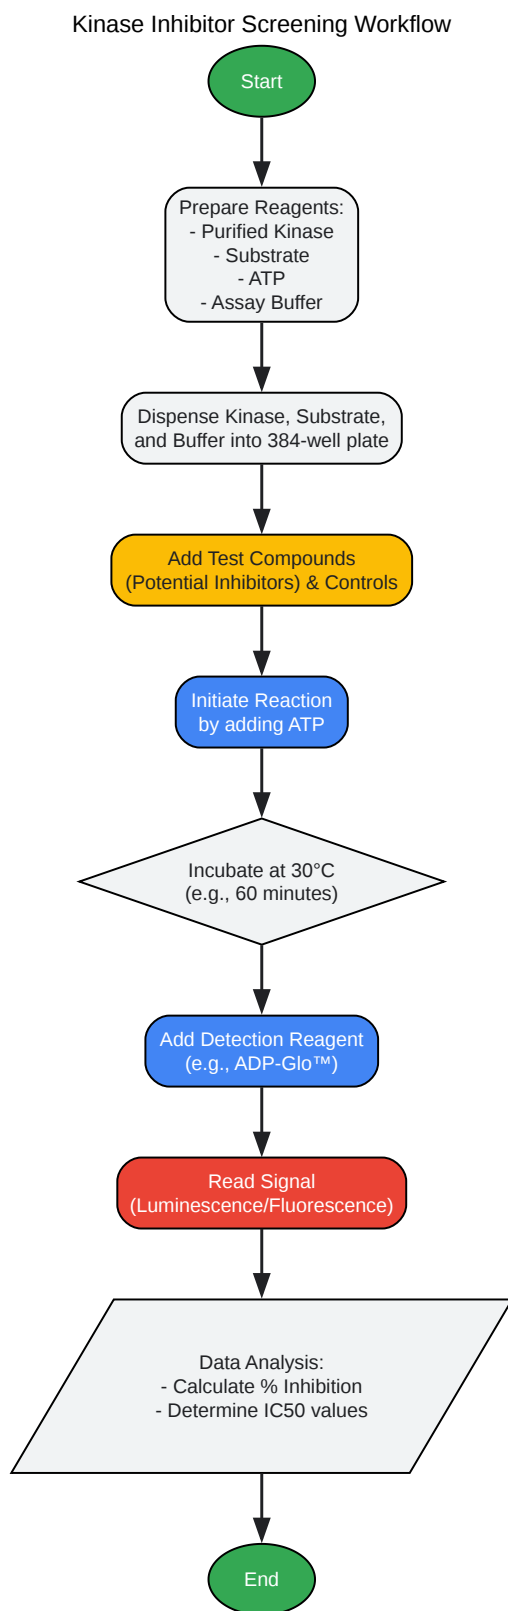 Kinase Inhibitor Screening Workflow
Start
Prepare Reagents:
- Purified Kinase
- Substrate
- ATP
- Assay Buffer
Dispense Kinase, Substrate,
and Buffer into 384-well plate
Add Test Compounds
(Potential Inhibitors) & Controls
Initiate Reaction
by adding ATP
Incubate at 30°C
(e.g., 60 minutes)
Add Detection Reagent
(e.g., ADP-Glo™)
Read Signal
(Luminescence/Fluorescence)
Data Analysis:
- Calculate % Inhibition
- Determine IC50 values
End